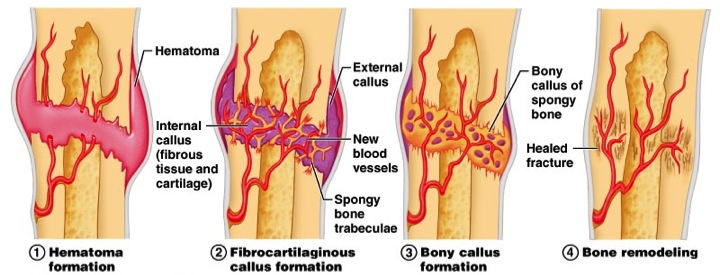 Hematoma
Internal
callus
(fibrous
tissue and
cartilage)
External
callus
New
blood
vessels
Spongy
bone
trabeculae
Bony
callus of
spongy
bone
Healed
fracture
① Hematoma
formation
② Fibrocartilaginous
callus formation
③ Bony callus
formation
④ Bone remodeling